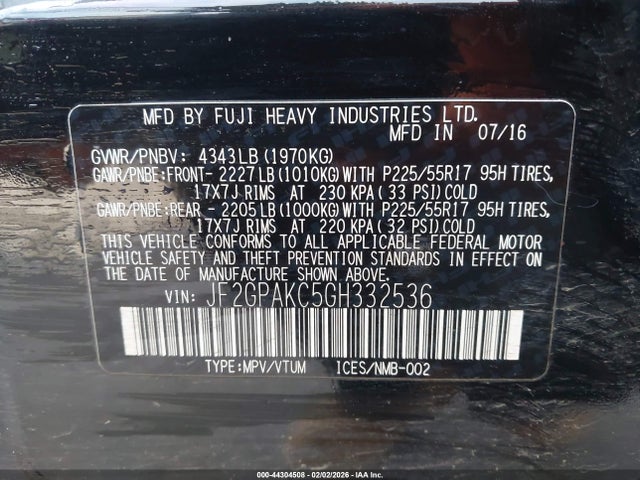 MFD BY FUJI HEAVY INDUSTRIES LTD.
MFD IN 07/16
GVWR/PNBV: 4343LB (1970KG)
GAWR/PNBE:FRONT- 2227LB (1010KG) WITH P225/55R17 95H TIRES,
17X7J RIMS AT 230 KPA ( 33 PSI) COLD
GAWR/PNBE:REAR - 2205LB (1000KG) WITH P225/55R17 95H TIRES,
17X7J RIMS AT 220 KPA ( 32 PSI) COLD
THIS VEHICLE CONFORMS TO ALL APPLICABLE FEDERAL MOTOR
VEHICLE SAFETY AND THEFT PREVENTION STANDARDS IN EFFECT
ON THE DATE OF MANUFACTURE SHOWN ABOVE.
VIN: JF2GPAKC5GH332536
TYPE:MPV/VTUM ICES/NMB-002
000-44304508 - 02/02/2026 - IAA Inc.